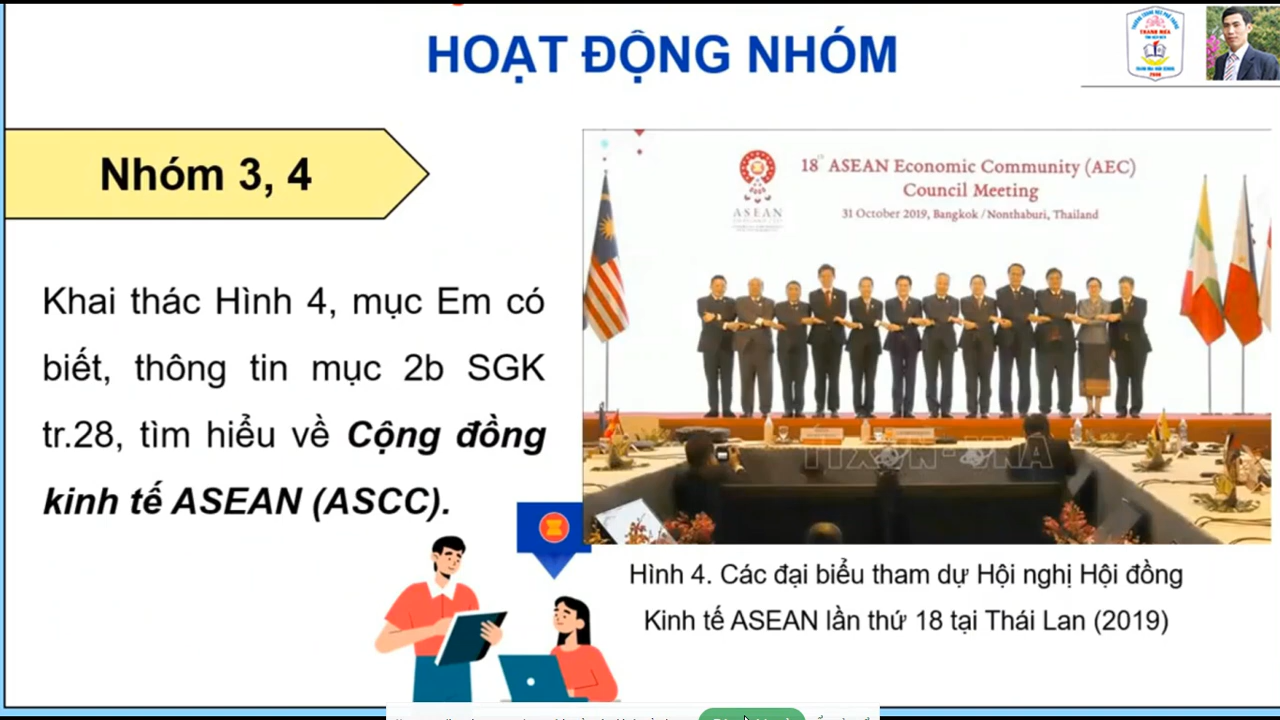 HOẠT ĐỘNG NHÓM
THANH NƯA
Nhóm 3, 4
Khai thác Hình 4, mục Em có
biết, thông tin mục 2b SGK
tr.28, tìm hiểu về Cộng đồng
kinh tế ASEAN (ASCC).
18th ASEAN Economic Community (AEC)
Council Meeting
31 October 2019, Bangkok / Nonthaburi, Thailand
ASEAN
Hình 4. Các đại biểu tham dự Hội nghị Hội đồng
Kinh tế ASEAN lần thứ 18 tại Thái Lan (2019)